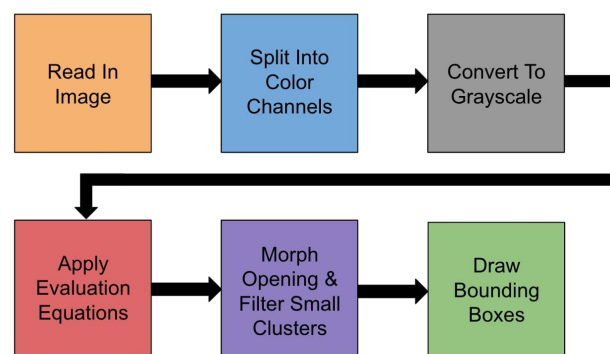 Read In
Image
Split Into
Color
Channels
Convert To
Grayscale
Apply
Evaluation
Equations
Morph
Opening &
Filter Small
Clusters
Draw
Bounding
Boxes